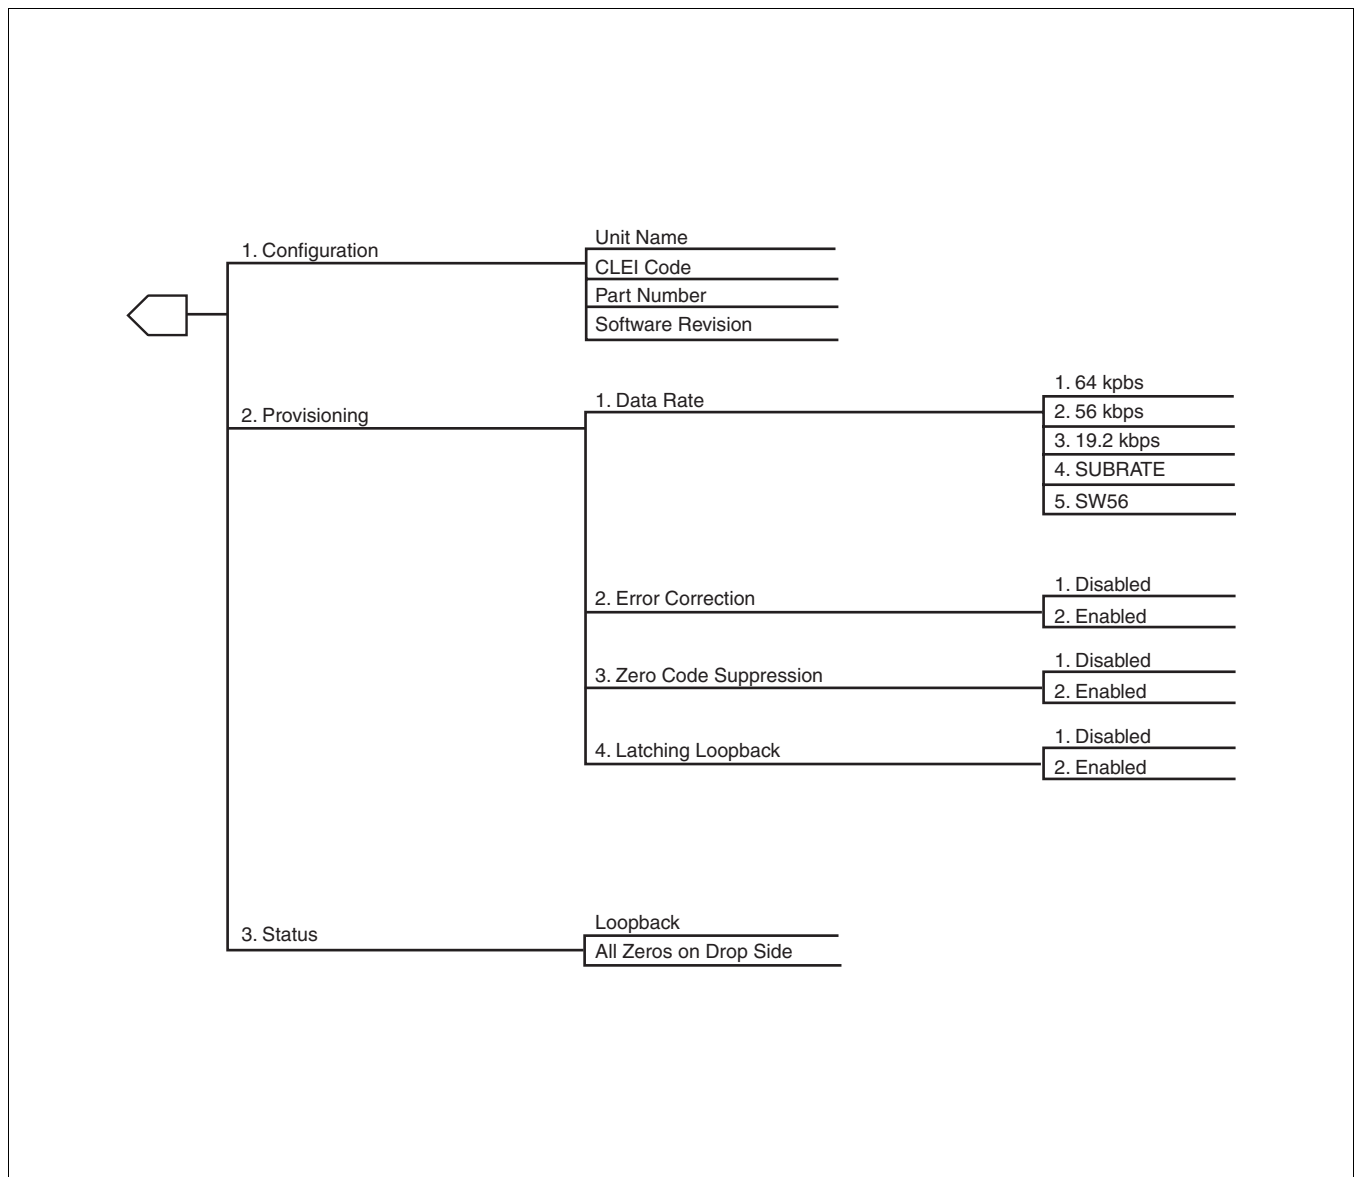 1. Configuration
Unit Name
CLEI Code
Part Number
Software Revision
2. Provisioning
1. Data Rate
1. 64 kpbs
2. 56 kbps
3. 19.2 kbps
4. SUBRATE
5. SW56
2. Error Correction
1. Disabled
2. Enabled
3. Zero Code Suppression
1. Disabled
2. Enabled
4. Latching Loopback
1. Disabled
2. Enabled
3. Status
Loopback
All Zeros on Drop Side